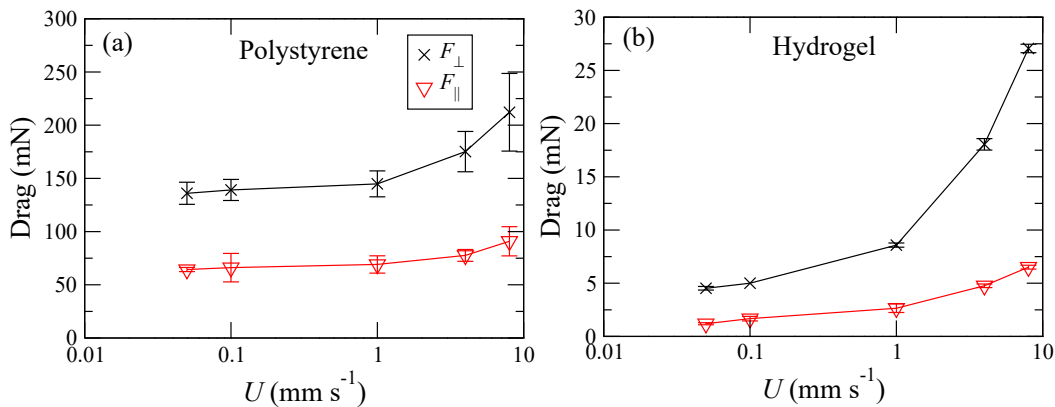 (a)
Polystyrene
F⊥
F∥
300
250
200
150
100
50
0
Drag (mN)
0.01
0.1
1
10
U (mm s⁻¹)
(b)
Hydrogel
30
25
20
15
10
5
0
Drag (mN)
0.01
0.1
1
10
U (mm s⁻¹)